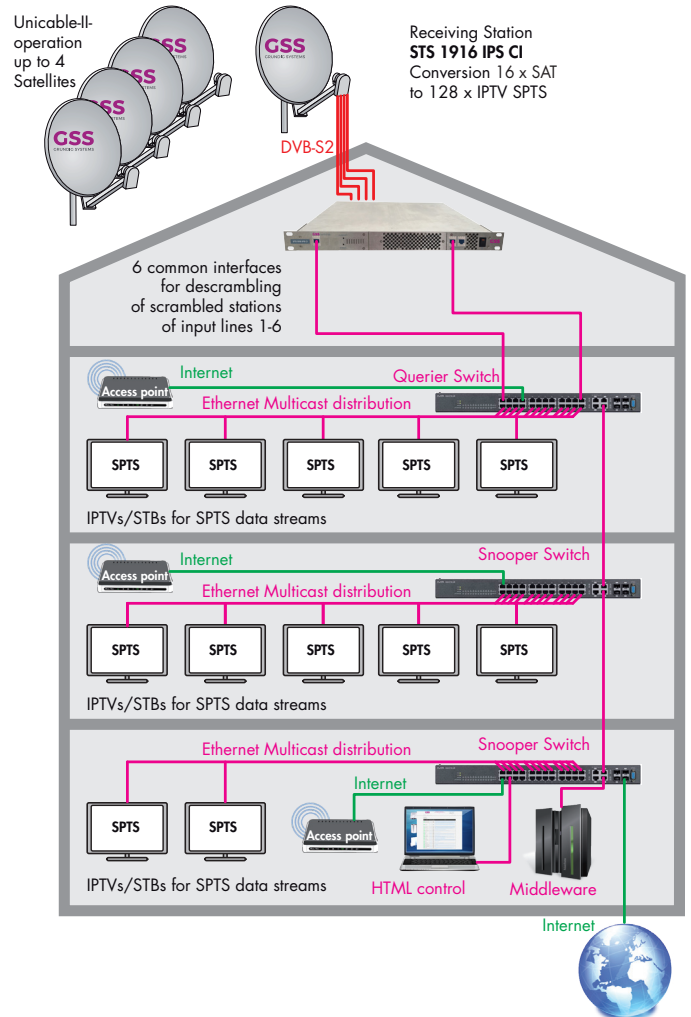 Unicable-II-
operation
up to 4
Satellites
GSS
GRUNDIG SYSTEMS
GSS
GSS
GSS
GSS
GRUNDIG SYSTEMS
Receiving Station
STS 1916 IPS CI
Conversion 16 x SAT
to 128 x IPTV SPTS
DVB-S2
6 common interfaces
for descrambling
of scrambled stations
of input lines 1-6
Internet
Querier Switch
Access point
Ethernet Multicast distribution
SPTS SPTS SPTS SPTS SPTS
IPTVs/STBs for SPTS data streams
Internet
Snooper Switch
Access point
Ethernet Multicast distribution
SPTS SPTS SPTS SPTS SPTS
IPTVs/STBs for SPTS data streams
Ethernet Multicast distribution
Snooper Switch
Internet
SPTS SPTS
Access point
IPTVs/STBs for SPTS data streams
HTML control
Middleware
Internet